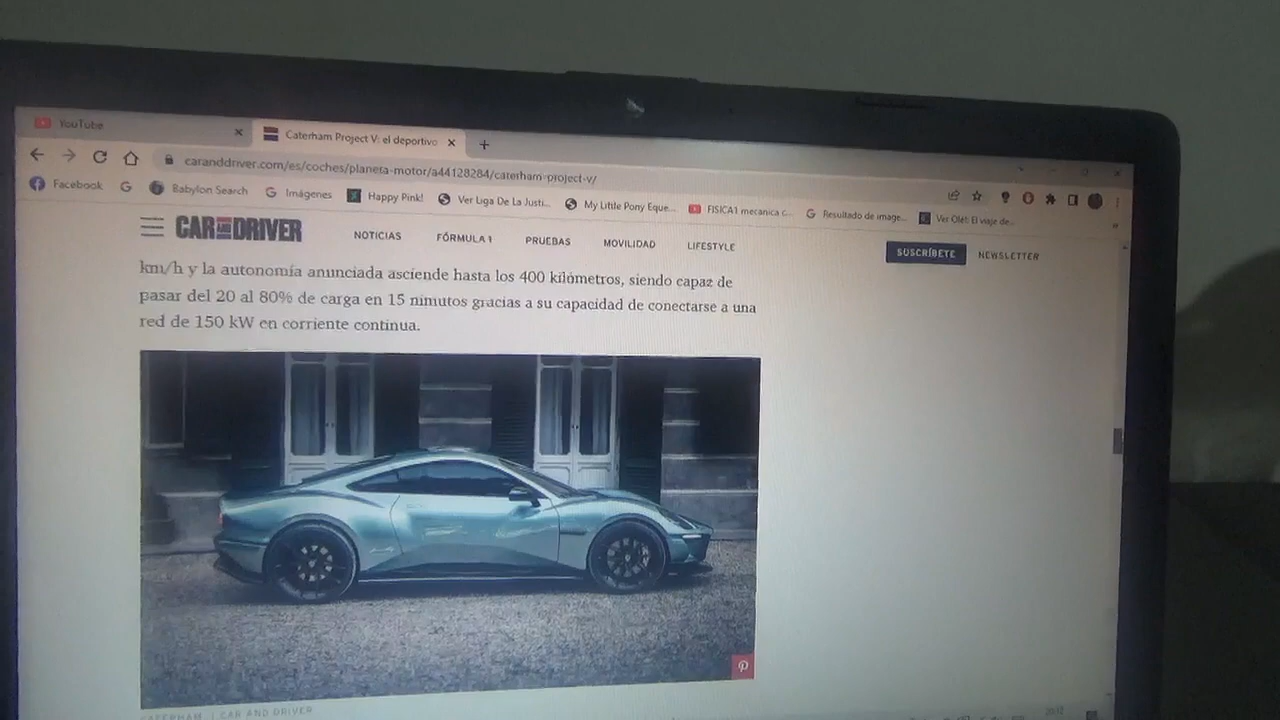 YouTube
Caterham Project V: el deportivo
caranddriver.com/es/coches/planeta-motor/a44128284/caterham-project-v/
Facebook
Babylon Search
Imágenes
Happy Pink!
Ver Liga De La Justi...
My Little Pony Eque...
FISICA1 mecanica c...
Resultado de image...
Ver Olé!: El viaje de...
CAR AND DRIVER
NOTICIAS
FÓRMULA 1
PRUEBAS
MOVILIDAD
LIFESTYLE
SUSCRÍBETE
NEWSLETTER
km/h y la autonomía anunciada asciende hasta los 400 kilómetros, siendo capaz de
pasar del 20 al 80% de carga en 15 nimutos gracias a su capacidad de conectarse a una
red de 150 kW en corriente continua.
CATERHAM | CAR AND DRIVER